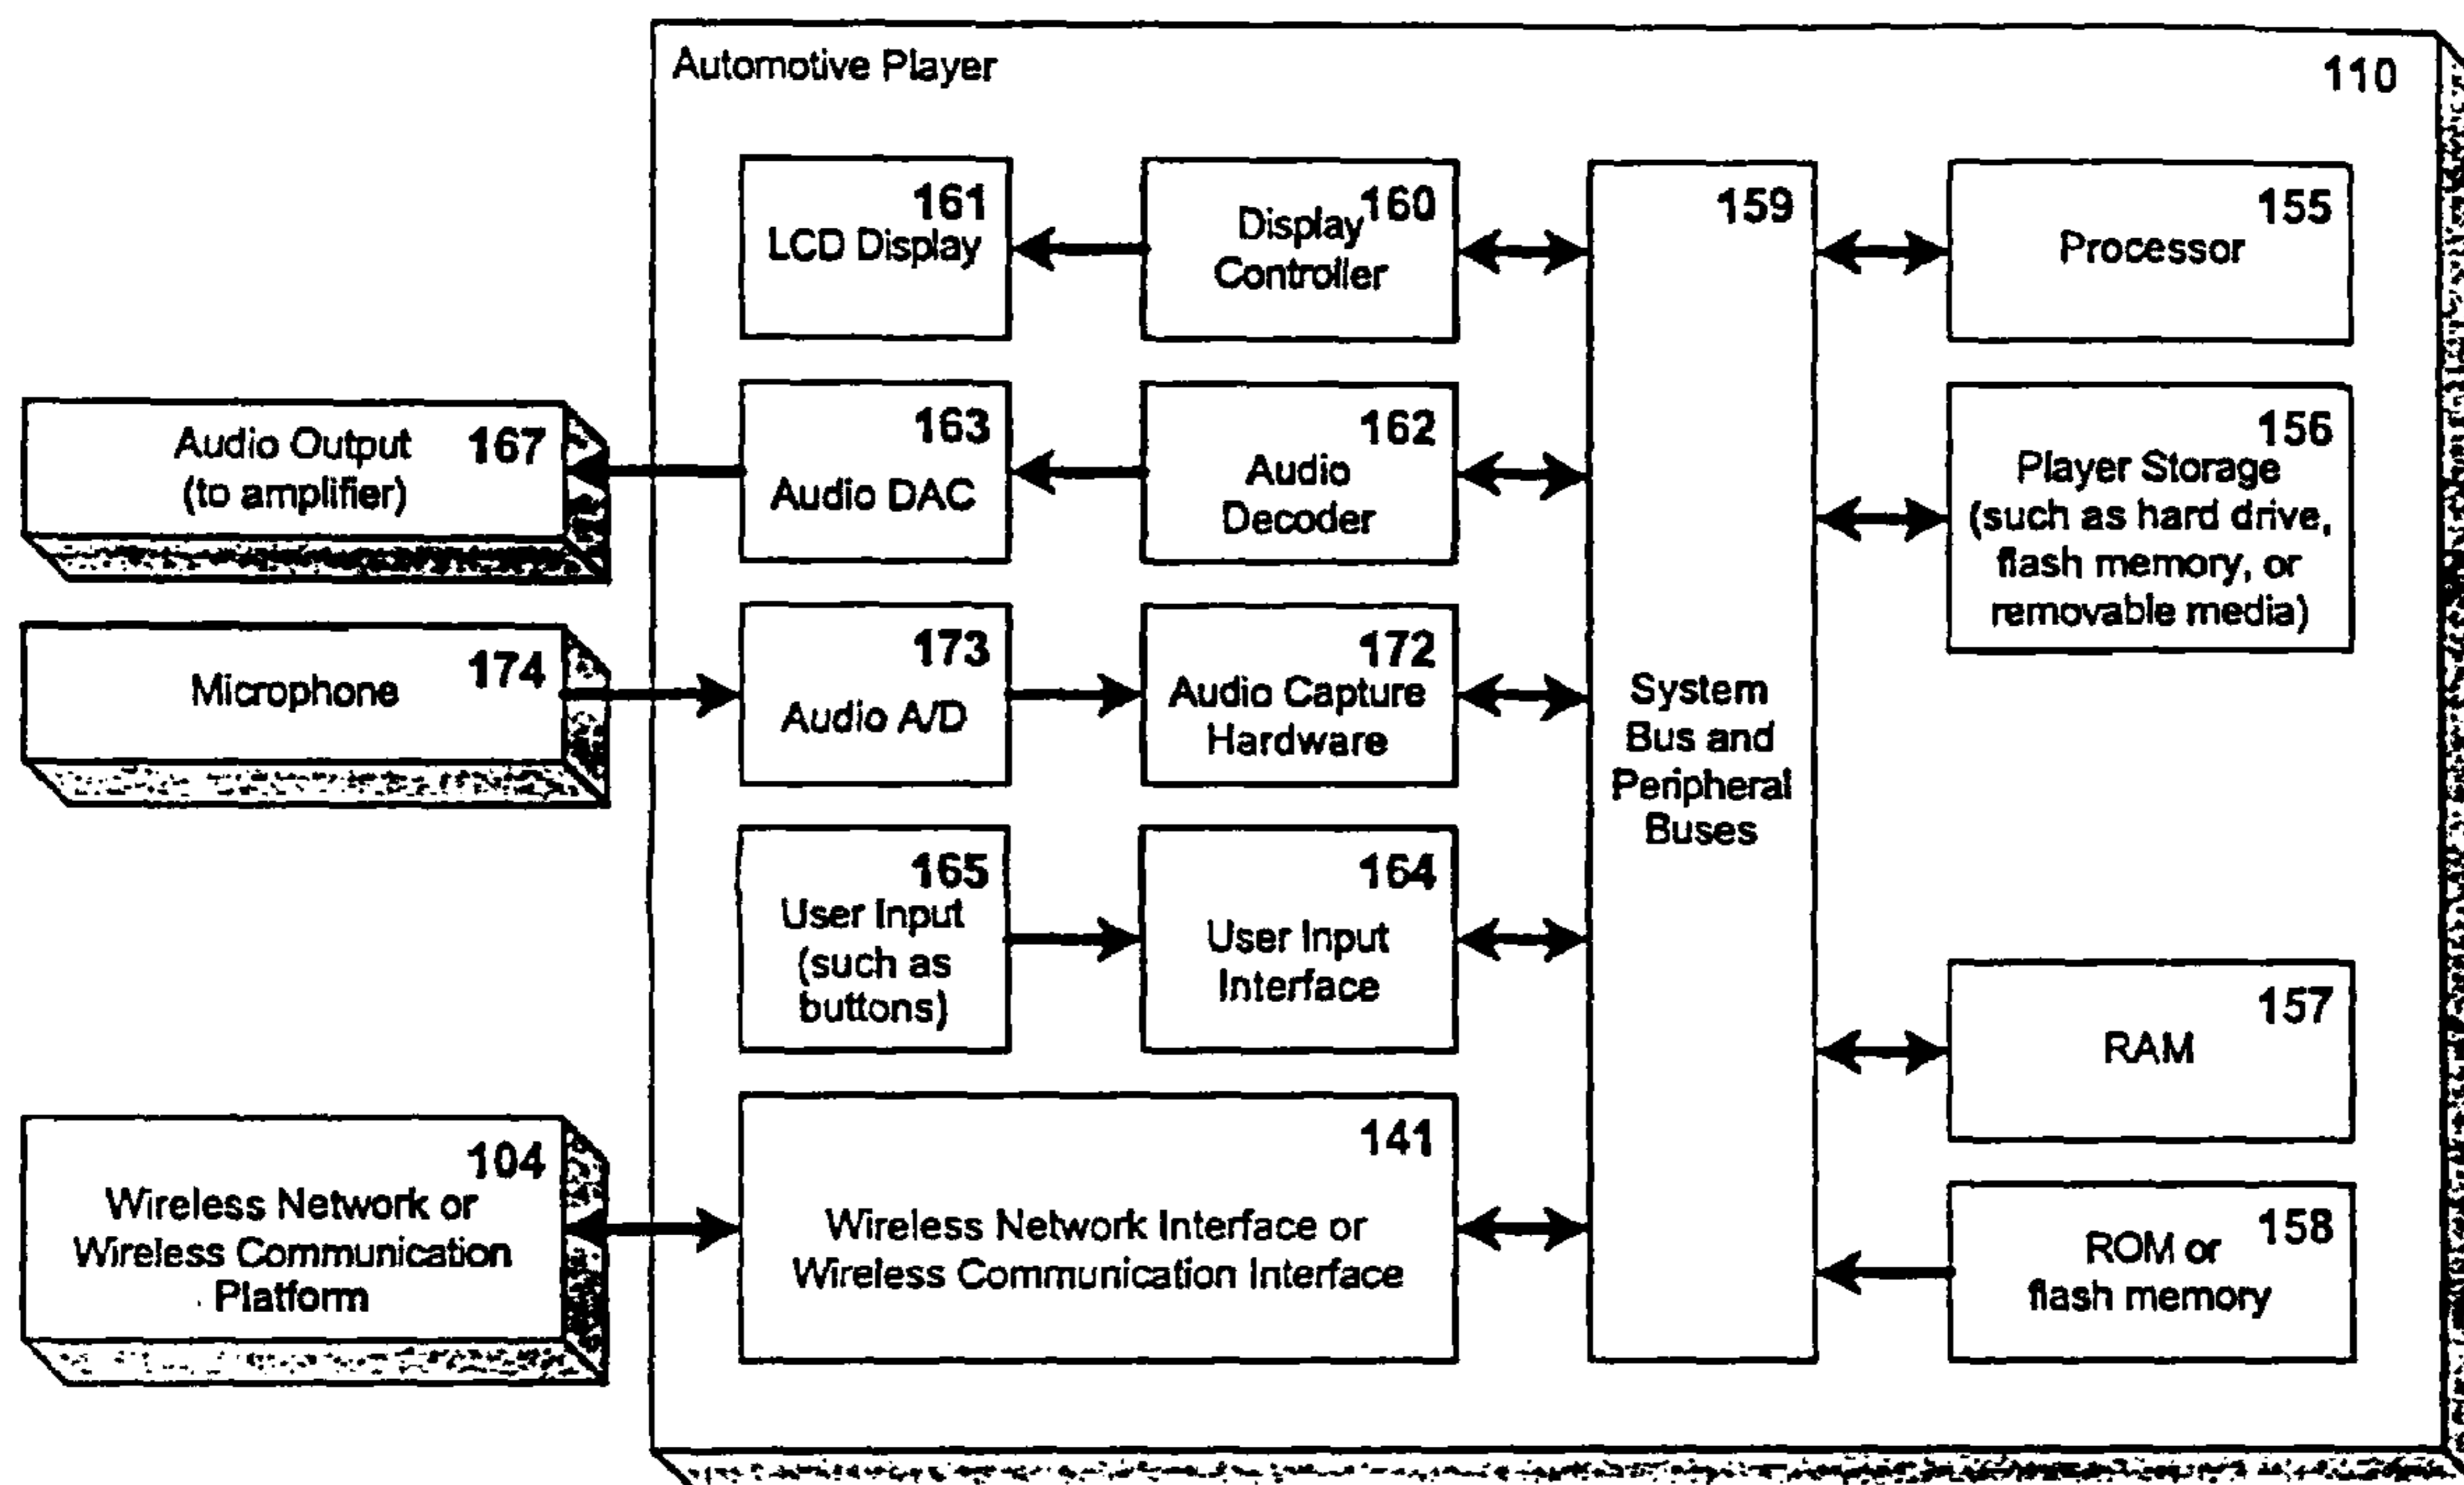 Automotive Player
110
161
LCD Display
160
Display
Controller
159
System
Bus and
Peripheral
Buses
155
Processor
Audio Output
(to amplifier)
167
163
Audio DAC
162
Audio
Decoder
156
Player Storage
(such as hard drive,
flash memory, or
removable media)
174
Microphone
173
Audio A/D
172
Audio Capture
Hardware
165
User Input
(such as
buttons)
164
User Input
Interface
157
RAM
104
Wireless Network or
Wireless Communication
Platform
141
Wireless Network Interface or
Wireless Communication Interface
158
ROM or
flash memory